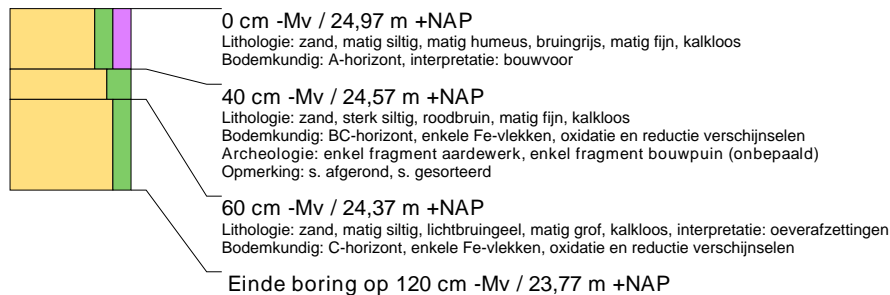 0 cm -Mv / 24,97 m +NAP
Lithologie: zand, matig siltig, matig humeus, bruingrijs, matig fijn, kalkloos
Bodemkundig: A-horizont, interpretatie: bouwvoor
40 cm -Mv / 24,57 m +NAP
Lithologie: zand, sterk siltig, roodbruin, matig fijn, kalkloos
Bodemkundig: BC-horizont, enkele Fe-vlekken, oxidatie en reductie verschijnselen
Archeologie: enkel fragment aardewerk, enkel fragment bouwpuin (onbepaald)
Opmerking: s. afgerond, s. gesorteerd
60 cm -Mv / 24,37 m +NAP
Lithologie: zand, matig siltig, lichtbruingeel, matig grof, kalkloos, interpretatie: oeverafzettingen
Bodemkundig: C-horizont, enkele Fe-vlekken, oxidatie en reductie verschijnselen
Einde boring op 120 cm -Mv / 23,77 m +NAP